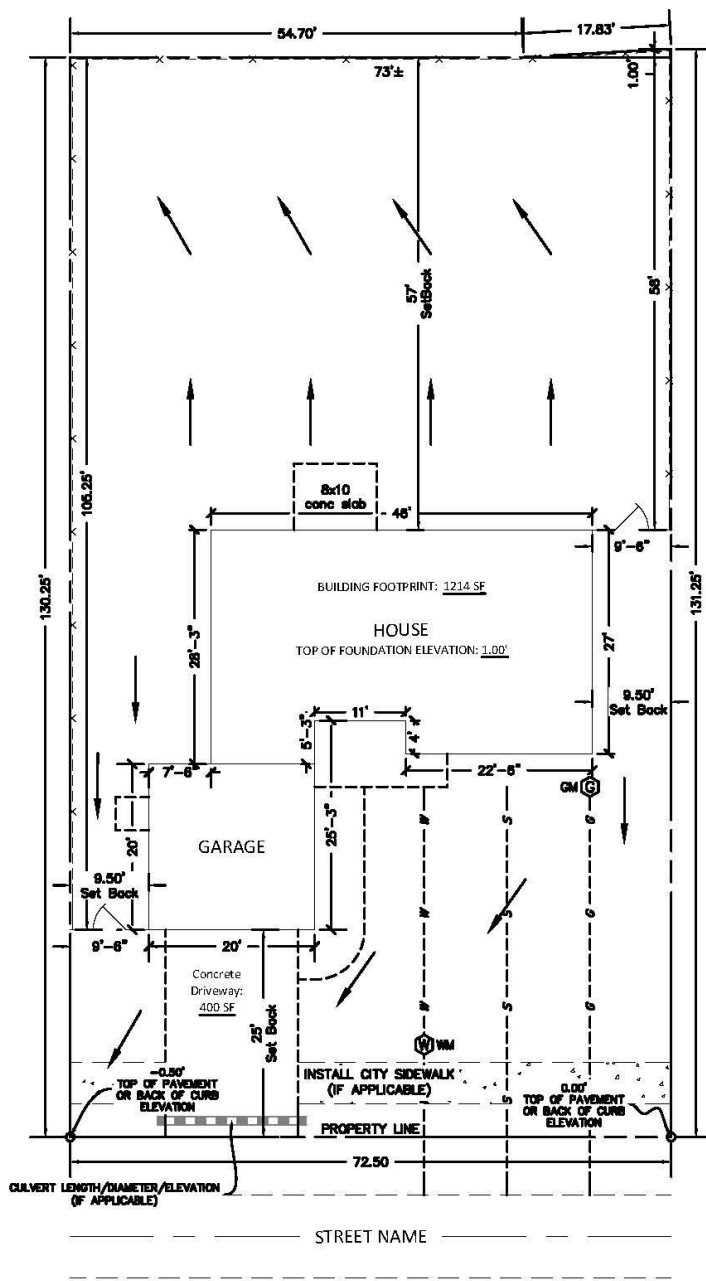 54.70'
17.83'
73'±
1.00'
57'
SetBack
58'
105.25'
130.25'
131.25'
8x10
conc slab
46'
9'-6"
BUILDING FOOTPRINT: 1214 SF
HOUSE
TOP OF FOUNDATION ELEVATION: 1.00'
28'-3"
27'
9.50'
Set Back
11'
5'-3"
4'
22'-6"
7'-6"
GM G
GARAGE
20'
25'-3"
W S G
9.50'
Set Back
W S G
9'-6"
20'
Concrete
Driveway:
400 SF
25'
Set Back
W S G
W WM
-0.50'
TOP OF PAVEMENT
OR BACK OF CURB
ELEVATION
INSTALL CITY SIDEWALK
(IF APPLICABLE)
S
0.00'
TOP OF PAVEMENT
OR BACK OF CURB
ELEVATION
PROPERTY LINE
72.50
CULVERT LENGTH/DIAMETER/ELEVATION
(IF APPLICABLE)
STREET NAME